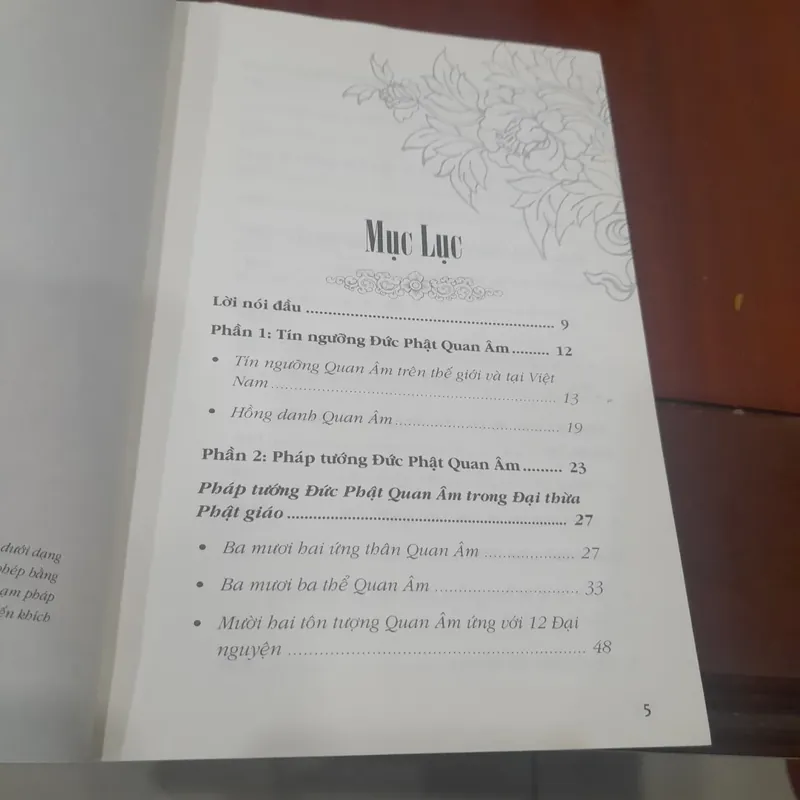 Mục Lục
Lời nói đầu ........................................................ 9
Phần 1: Tín ngưỡng Đức Phật Quan Âm ......... 12
• Tín ngưỡng Quan Âm trên thế giới và tại Việt
Nam ........................................................ 13
• Hồng danh Quan Âm .................................. 19
Phần 2: Pháp tướng Đức Phật Quan Âm ......... 23
Pháp tướng Đức Phật Quan Âm trong Đại thừa
Phật giáo ........................................................ 27
• Ba mươi hai ứng thân Quan Âm .................. 27
• Ba mươi ba thể Quan Âm ........................... 33
• Mười hai tôn tượng Quan Âm ứng với 12 Đại
nguyện ........................................................ 48
5
dưới dạng
phép bằng
pháp
khích